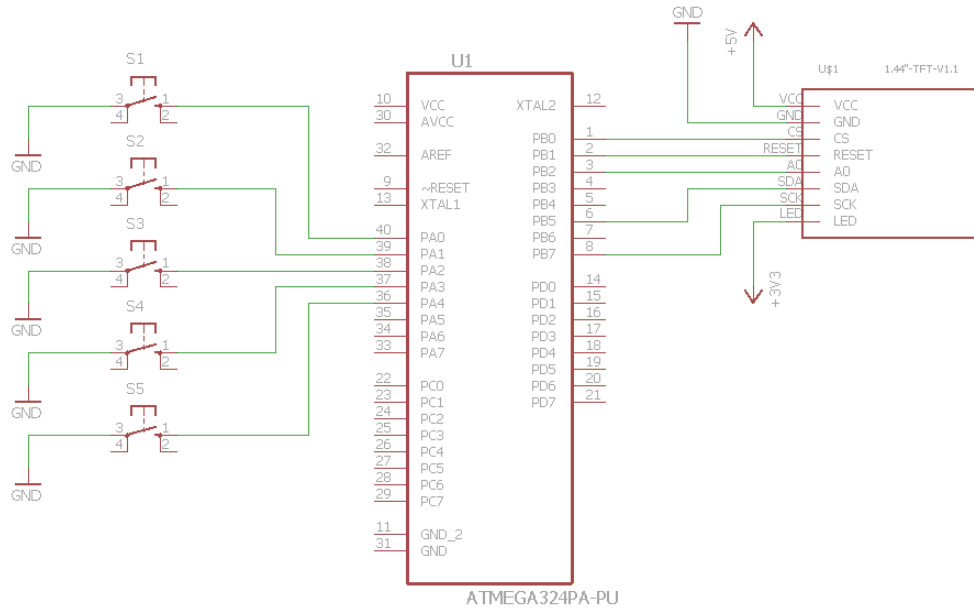 GND
+5V
S1
3 1
4 2
GND
S2
3 1
4 2
GND
S3
3 1
4 2
GND
S4
3 1
4 2
GND
S5
3 1
4 2
GND
U1
10 VCC
30 AVCC
32 AREF
9 ~RESET
13 XTAL1
40 PA0
39 PA1
38 PA2
37 PA3
36 PA4
35 PA5
34 PA6
33 PA7
22 PC0
23 PC1
24 PC2
25 PC3
26 PC4
27 PC5
28 PC6
29 PC7
11 GND_2
31 GND
XTAL2 12
PB0 1
PB1 2
PB2 3
PB3 4
PB4 5
PB5 6
PB6 7
PB7 8
PD0 14
PD1 15
PD2 16
PD3 17
PD4 18
PD5 19
PD6 20
PD7 21
ATMEGA324PA-PU
U$1 1.44"-TFT-V1.1
VCC VCC
GND GND
CS CS
RESET RESET
A0 A0
SDA SDA
SCK SCK
LED LED
+3V3